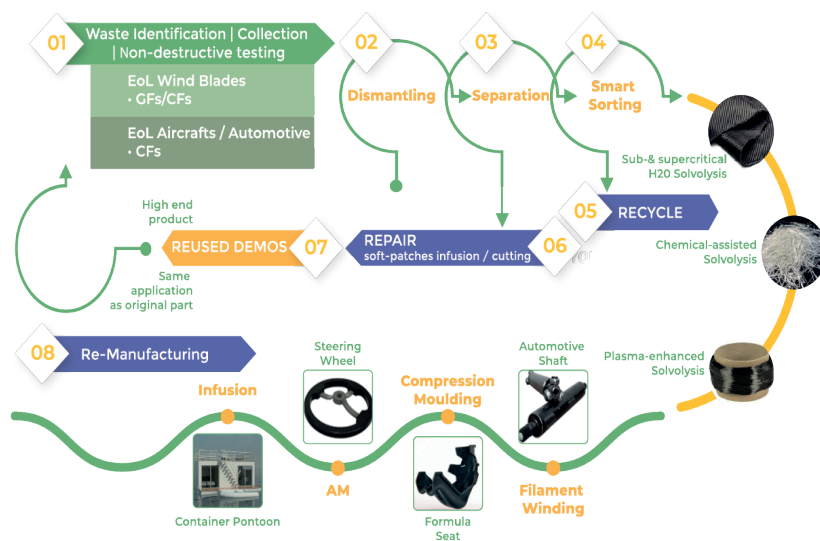 01
Waste Identification | Collection
| Non-destructive testing
EoL Wind Blades
• GFs/CFs
EoL Aircrafts / Automotive
• CFs
02
Dismantling
03
Separation
04
Smart
Sorting
Sub-& supercritical
H20 Solvolysis
Chemical-assisted
Solvolysis
Plasma-enhanced
Solvolysis
05
RECYCLE
06
REPAIR
soft-patches infusion / cutting
07
REUSED DEMOS
High end
product
Same
application
as original part
08
Re-Manufacturing
Infusion
Container Pontoon
Steering
Wheel
AM
Compression
Moulding
Formula
Seat
Automotive
Shaft
Filament
Winding